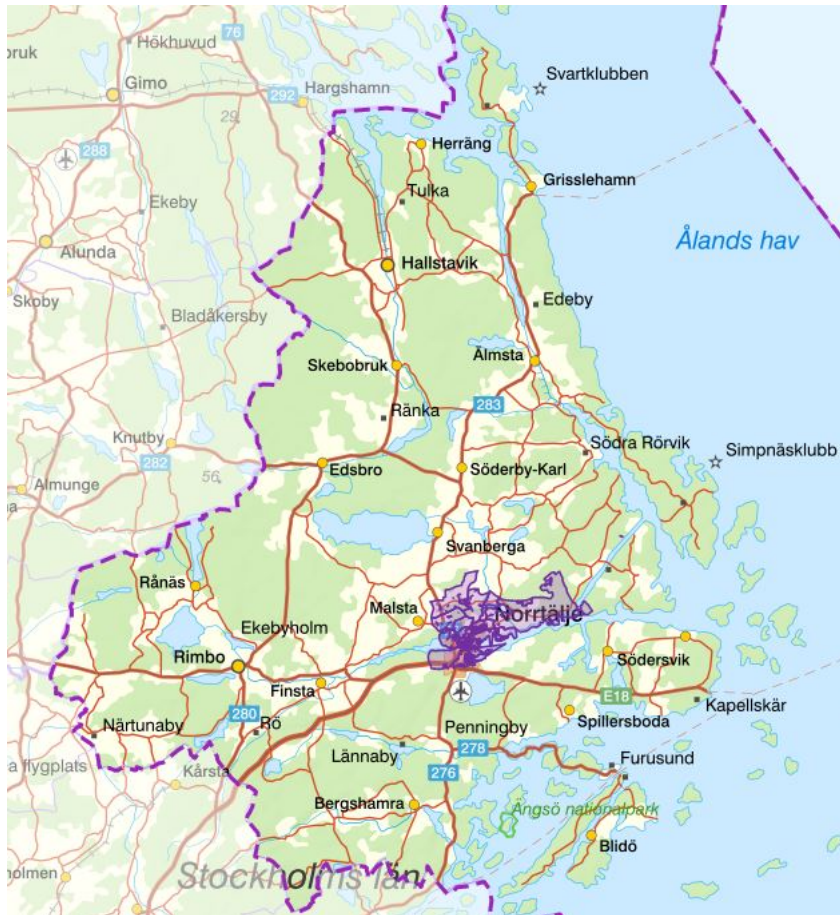 Hökhuvud
76
Svartklubben
Gimo
Hargshamn
292
29
Herräng
288
Grisslehamn
Tulka
Ekeby
Alunda
Ålands hav
Hallstavik
Skoby
Edeby
Bladåkersby
Skebobruk
Älmsta
283
Ränka
Knutby
282
Södra Rörvik
Simpnäsklubb
Edsbro
Söderby-Karl
56
Almunge
Svanberga
Rånäs
Malsta
Norrtälje
Ekebyholm
Rimbo
Södersvik
Finsta
E18
Kapellskär
280
Rö
Spillersboda
Närtunaby
Penningby
Lännaby
278
Furusund
276
flygplats
Kårsta
Bergshamra
Ängsö nationalpark
Blidö
Stockholms län